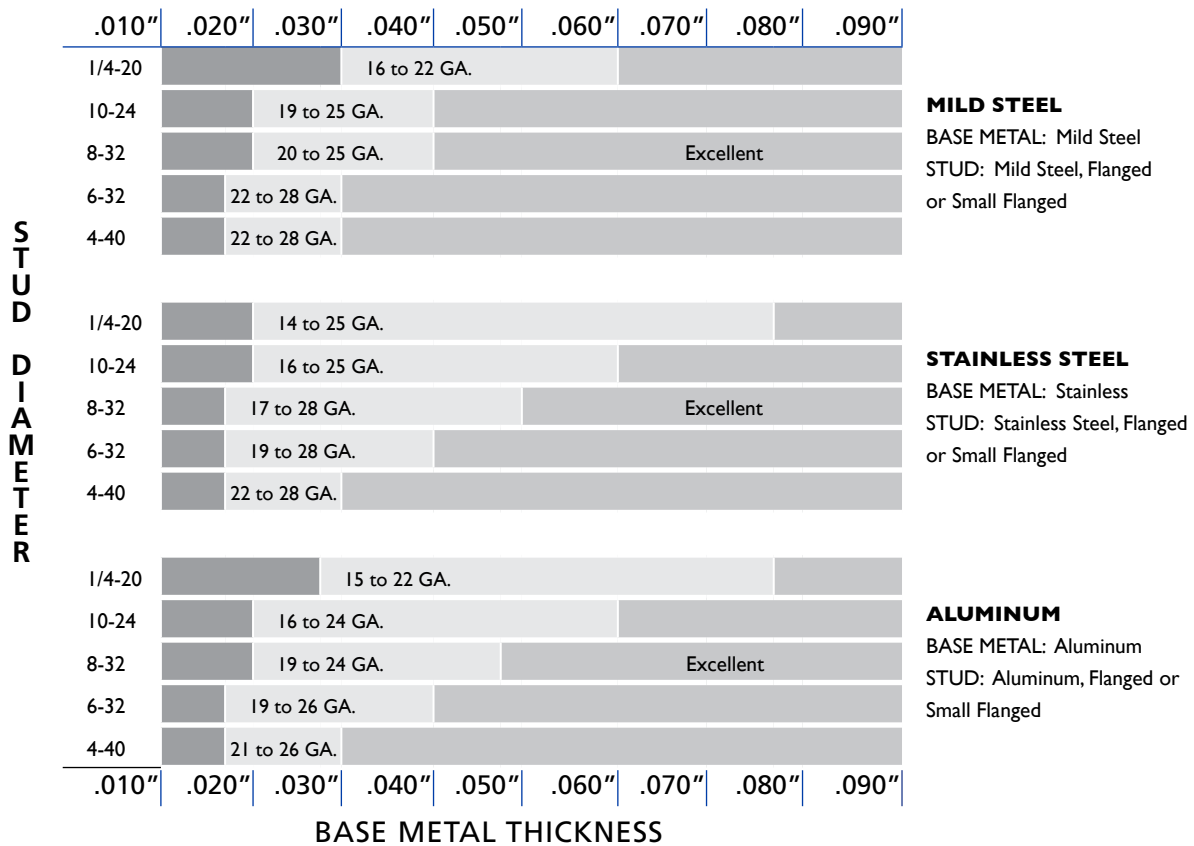 .010" .020" .030" .040" .050" .060" .070" .080" .090"
1/4-20 16 to 22 GA.
10-24 19 to 25 GA.
8-32 20 to 25 GA. Excellent
6-32 22 to 28 GA.
4-40 22 to 28 GA.
MILD STEEL
BASE METAL: Mild Steel
STUD: Mild Steel, Flanged
or Small Flanged
STUD DIAMETER
1/4-20 14 to 25 GA.
10-24 16 to 25 GA.
8-32 17 to 28 GA. Excellent
6-32 19 to 28 GA.
4-40 22 to 28 GA.
STAINLESS STEEL
BASE METAL: Stainless
STUD: Stainless Steel, Flanged
or Small Flanged
1/4-20 15 to 22 GA.
10-24 16 to 24 GA.
8-32 19 to 24 GA. Excellent
6-32 19 to 26 GA.
4-40 21 to 26 GA.
ALUMINUM
BASE METAL: Aluminum
STUD: Aluminum, Flanged or
Small Flanged
.010" .020" .030" .040" .050" .060" .070" .080" .090"
BASE METAL THICKNESS